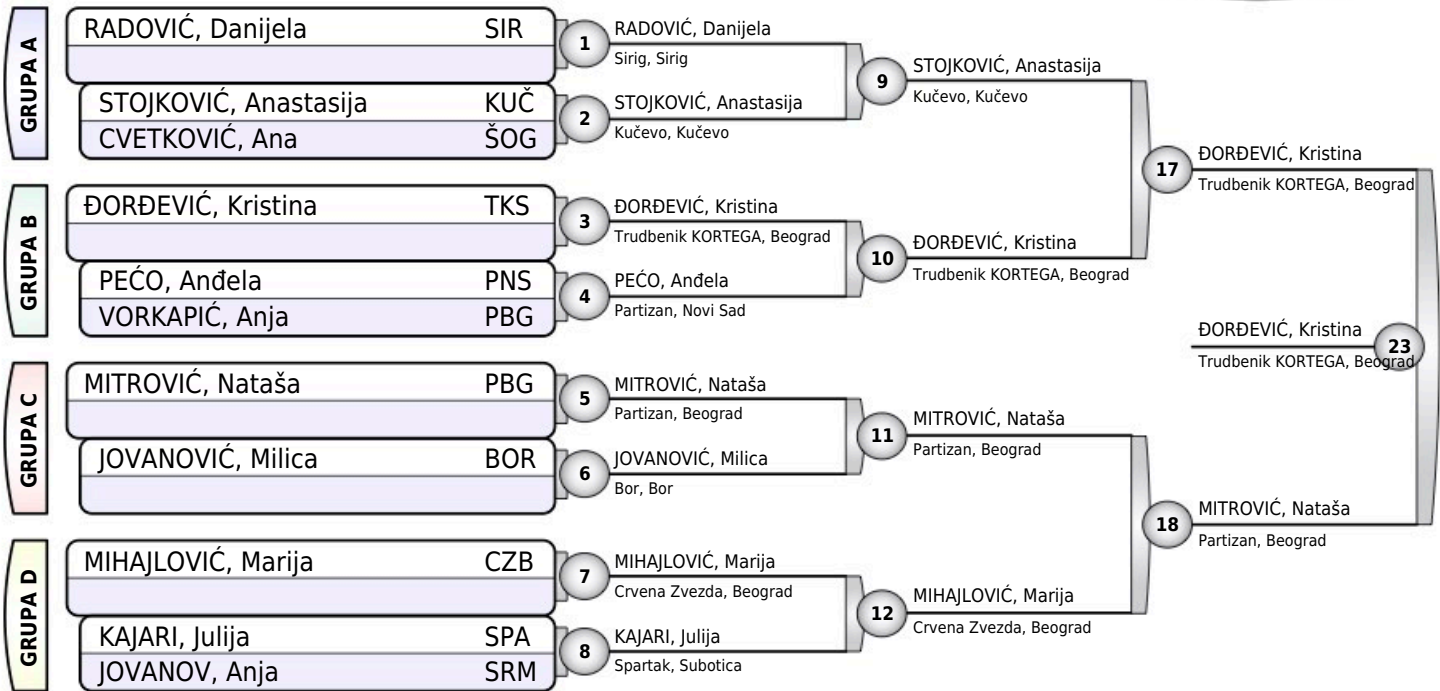 GRUPA A
RADOVIĆ, Danijela SIR
STOJKOVIĆ, Anastasija KUČ
CVETKOVIĆ, Ana ŠOG
GRUPA B
ĐORĐEVIĆ, Kristina TKS
PEĆO, Anđela PNS
VORKAPIĆ, Anja PBG
GRUPA C
MITROVIĆ, Nataša PBG
JOVANOVIĆ, Milica BOR
GRUPA D
MIHAJLOVIĆ, Marija CZB
KAJARI, Julija SPA
JOVANOV, Anja SRM
1
RADOVIĆ, Danijela
Sirig, Sirig
2
STOJKOVIĆ, Anastasija
Kučevo, Kučevo
3
ĐORĐEVIĆ, Kristina
Trudbenik KORTEGA, Beograd
4
PEĆO, Anđela
Partizan, Novi Sad
5
MITROVIĆ, Nataša
Partizan, Beograd
6
JOVANOVIĆ, Milica
Bor, Bor
7
MIHAJLOVIĆ, Marija
Crvena Zvezda, Beograd
8
KAJARI, Julija
Spartak, Subotica
9
STOJKOVIĆ, Anastasija
Kučevo, Kučevo
10
ĐORĐEVIĆ, Kristina
Trudbenik KORTEGA, Beograd
11
MITROVIĆ, Nataša
Partizan, Beograd
12
MIHAJLOVIĆ, Marija
Crvena Zvezda, Beograd
17
ĐORĐEVIĆ, Kristina
Trudbenik KORTEGA, Beograd
18
MITROVIĆ, Nataša
Partizan, Beograd
ĐORĐEVIĆ, Kristina
23
Trudbenik KORTEGA, Beograd